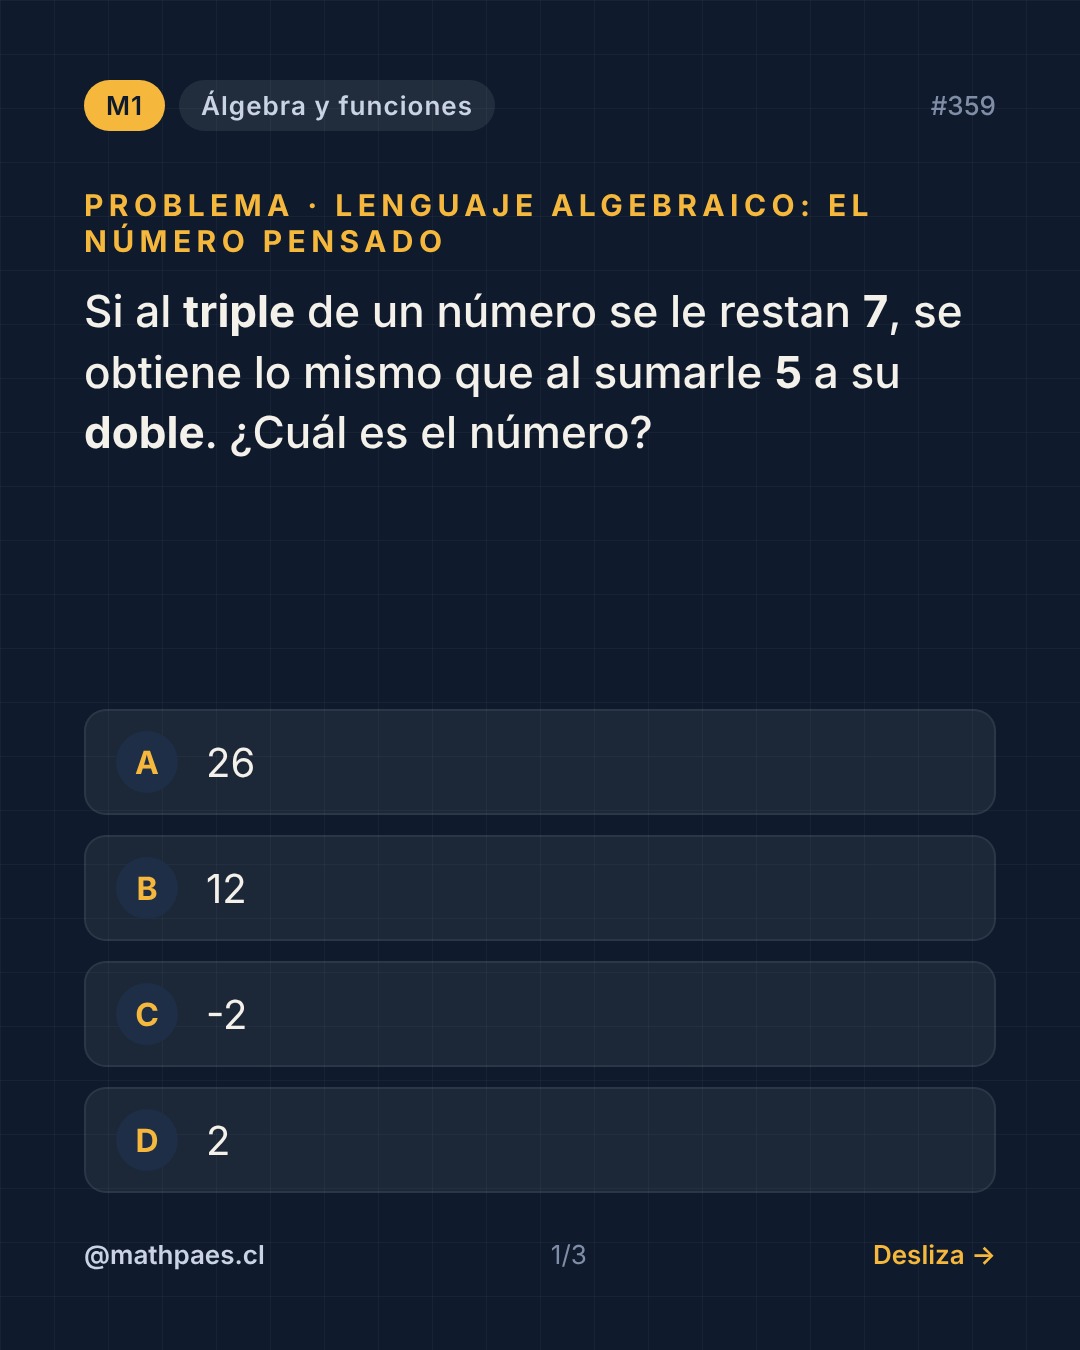 M1 Álgebra y funciones #359
PROBLEMA · LENGUAJE ALGEBRAICO: EL
NÚMERO PENSADO
Si al triple de un número se le restan 7, se
obtiene lo mismo que al sumarle 5 a su
doble. ¿Cuál es el número?
A 26
B 12
C -2
D 2
@mathpaes.cl 1/3 Desliza →